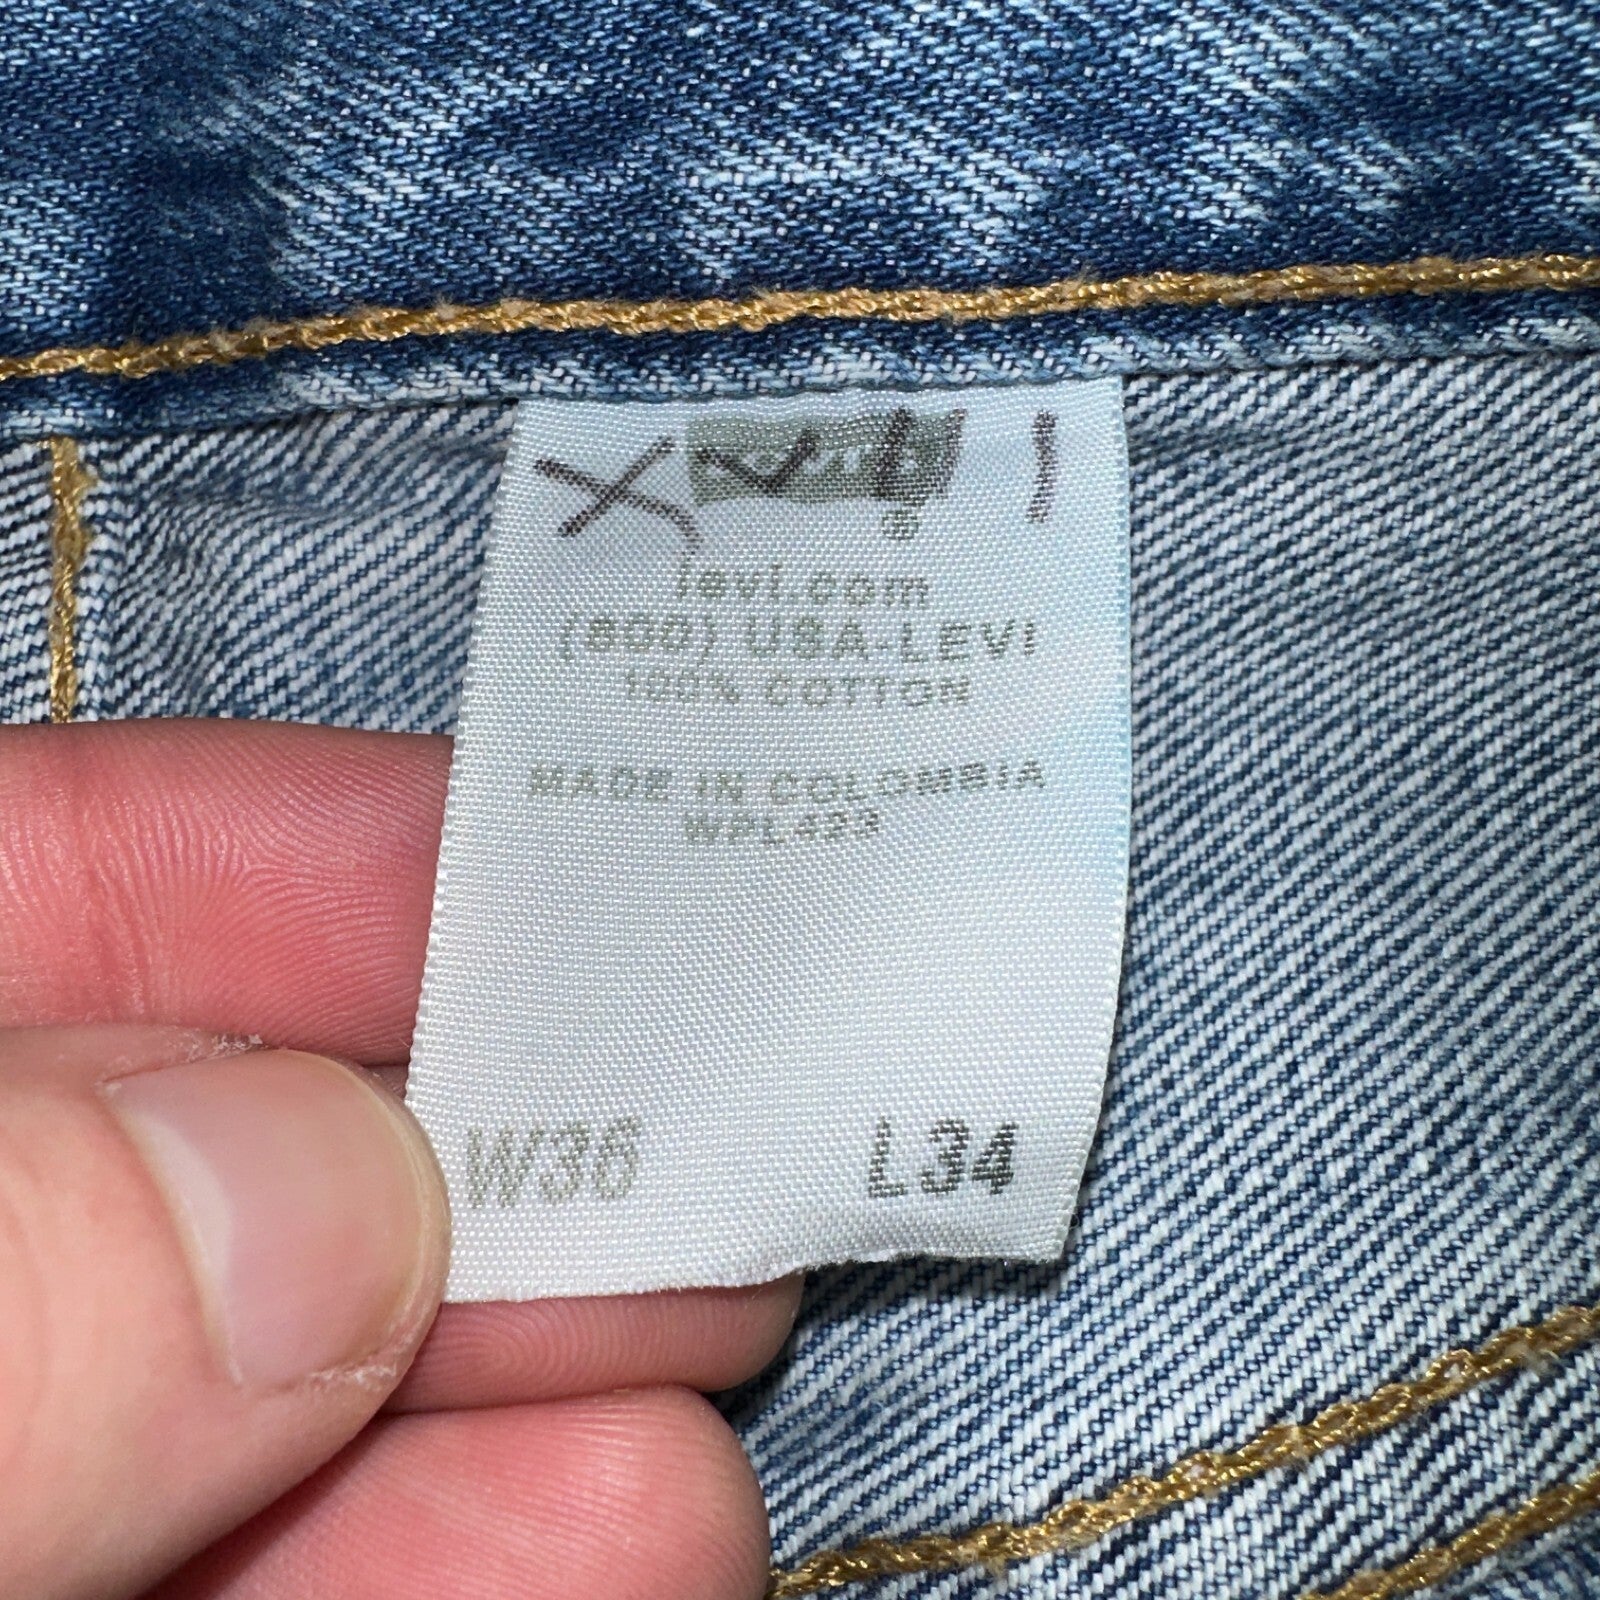 ®
levi.com
(800) USA-LEVI
100% COTTON
MADE IN COLOMBIA
WPL423
W36 L34